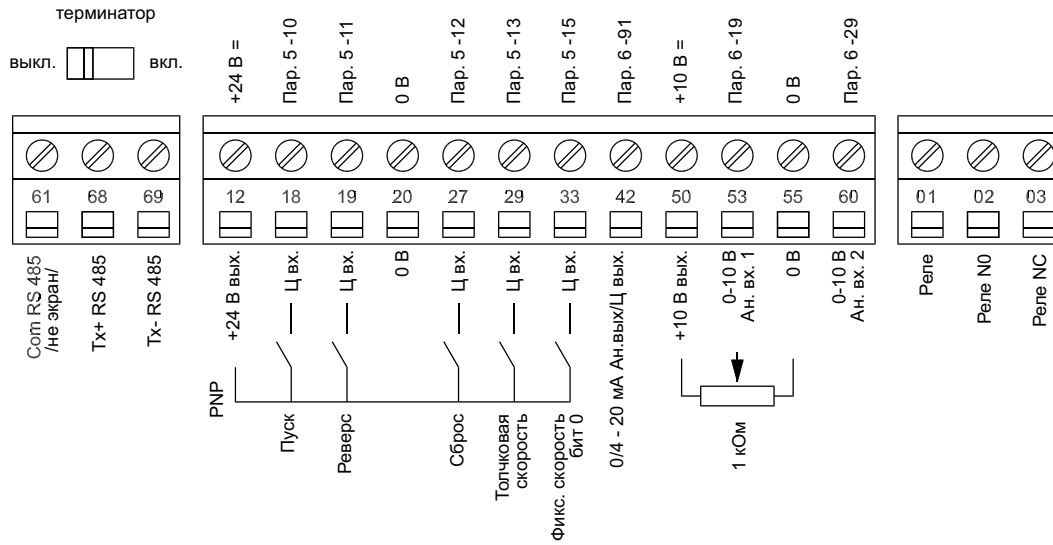 терминатор
выкл.
вкл.
+24 В =
Пар. 5 -10
Пар. 5 -11
0 В
Пар. 5 -12
Пар. 5 -13
Пар. 5 -15
Пар. 6 -91
+10 В =
Пар. 6 -19
0 В
Пар. 6 -29
61
68
69
12
18
19
20
27
29
33
42
50
53
55
60
01
02
03
Com RS 485
/не экран/
Tx+ RS 485
Tx- RS 485
+24 В вых.
Ц вх.
Ц вх.
0 В
Ц вх.
Ц вх.
Ц вх.
0/4 - 20 мА Ан.вых/Ц вых.
+10 В вых.
0-10 В
Ан. вх. 1
0 В
0-10 В
Ан. вх. 2
Реле
Реле N0
Реле NC
PNP
Пуск
Реверс
Сброс
Толчковая
скорость
Фикс. скорость
бит 0
1 кОм